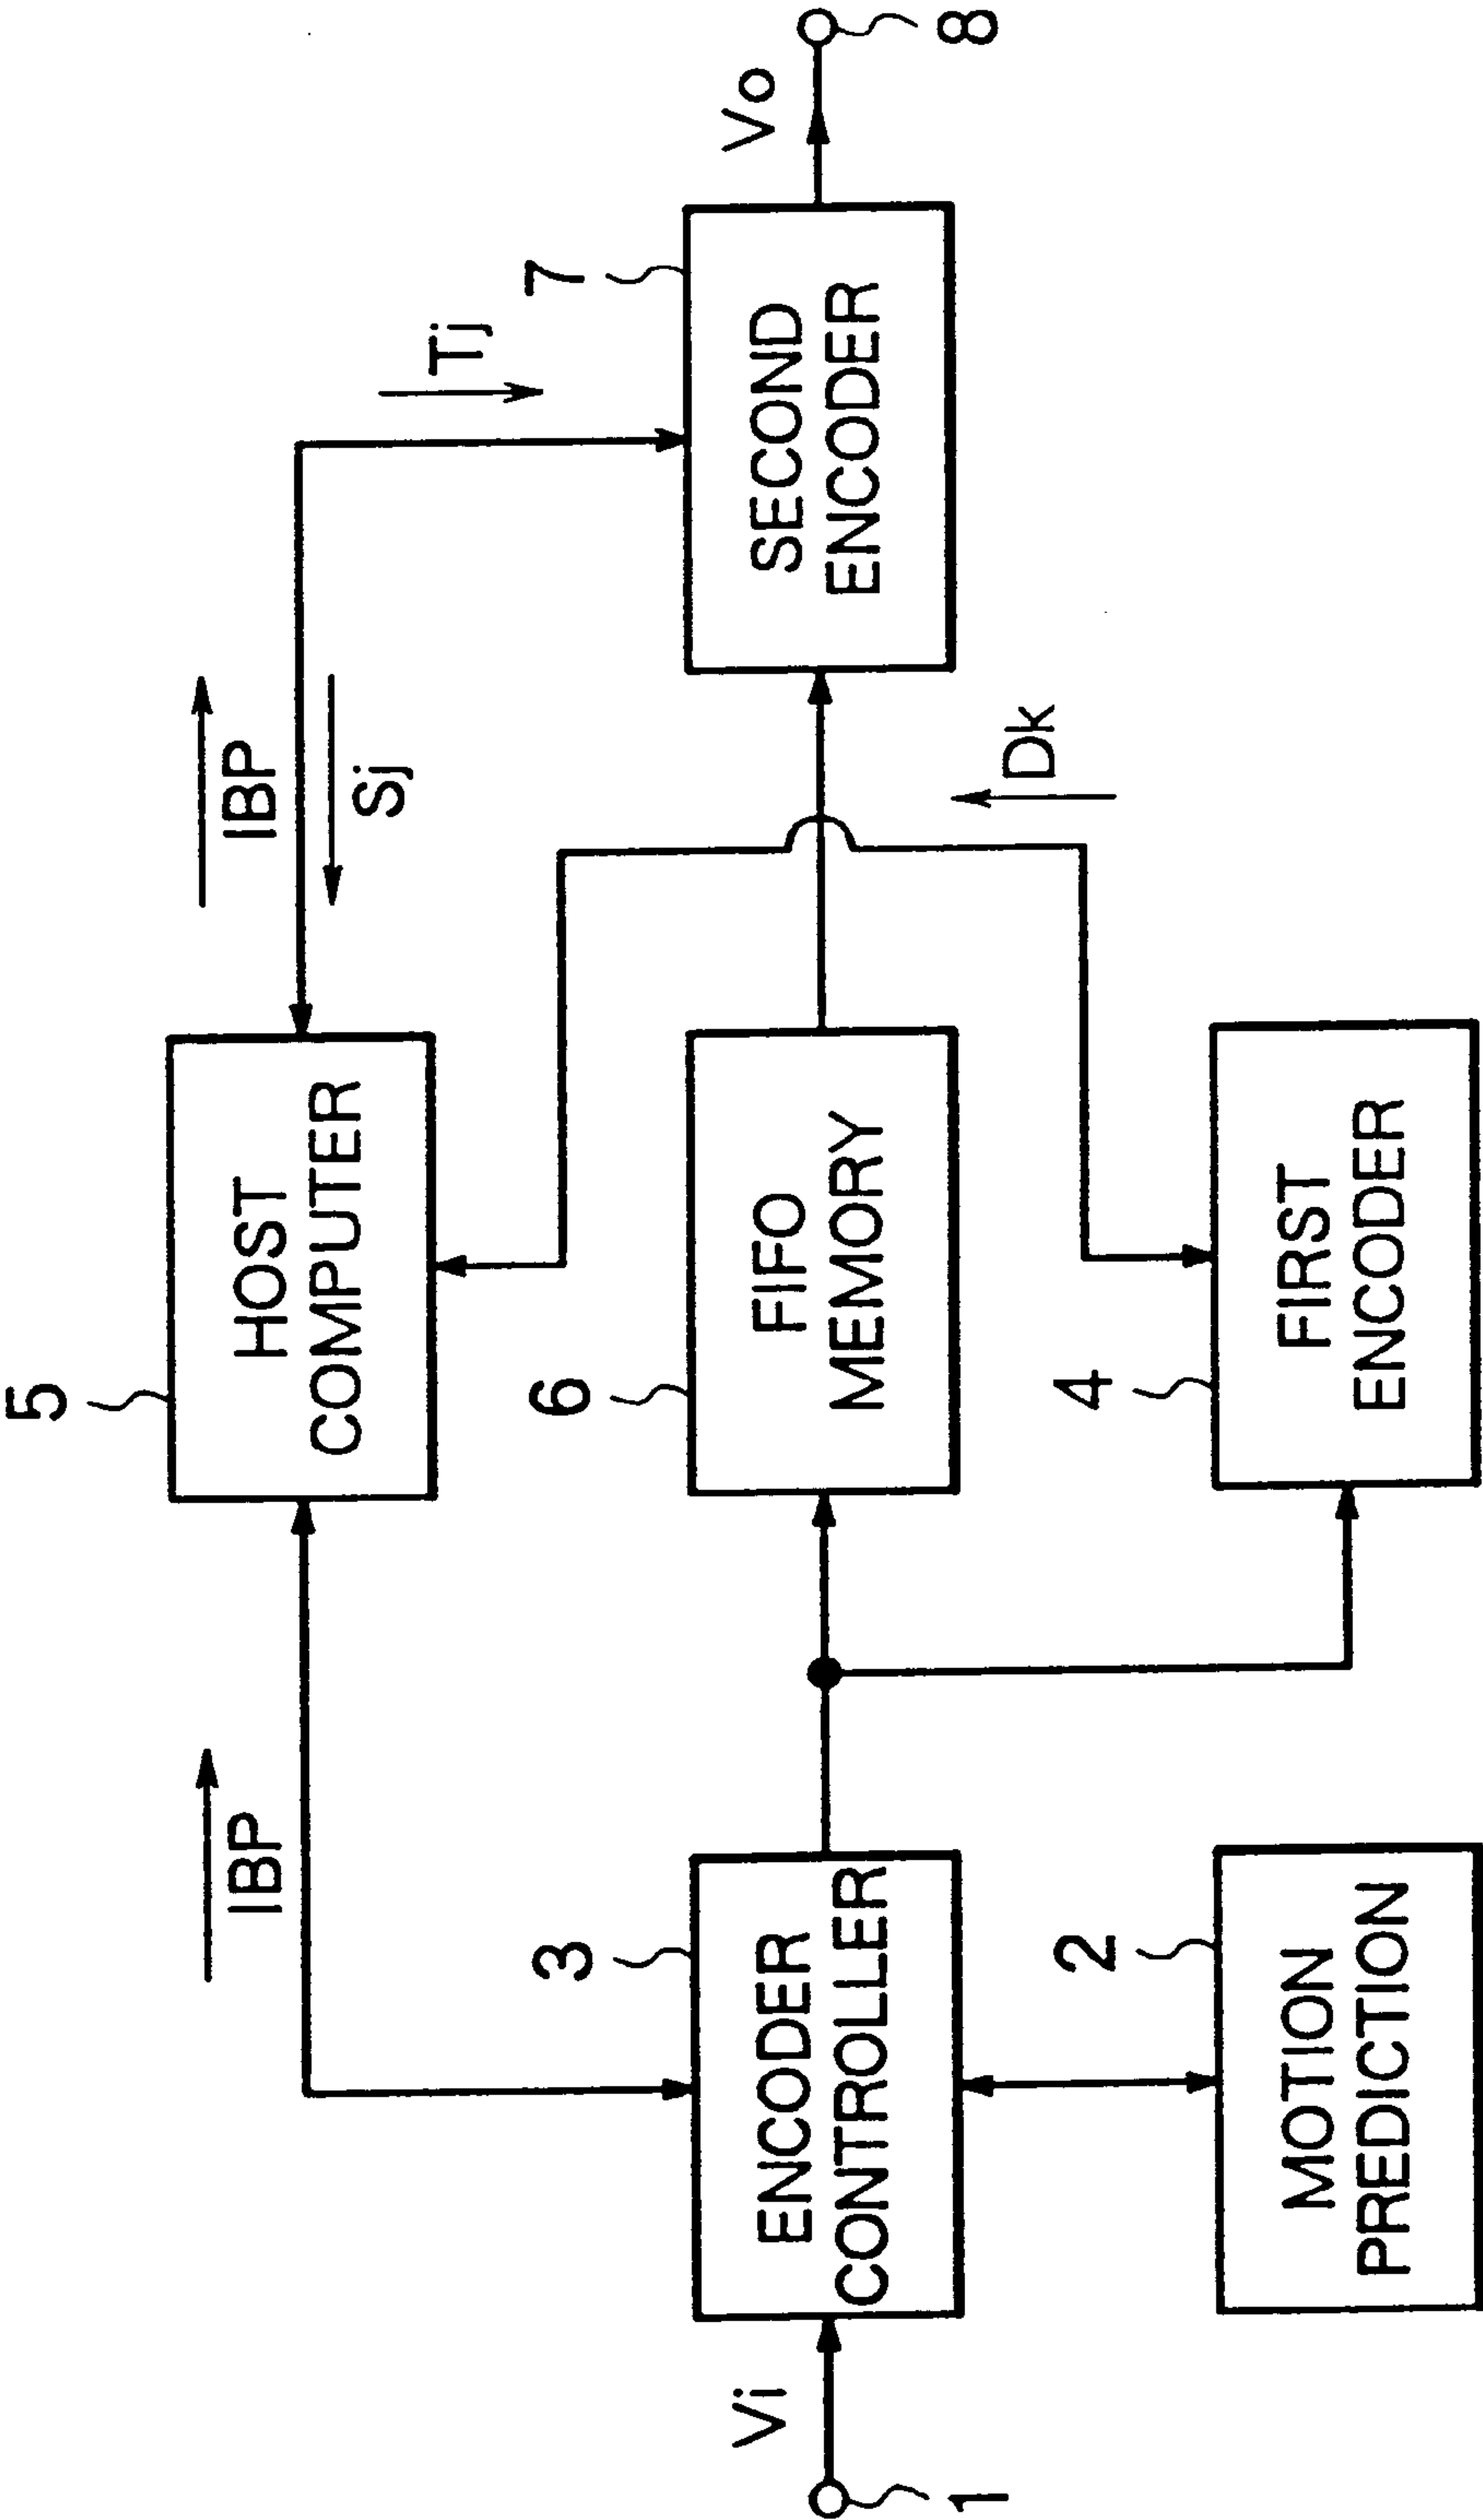 5
HOST
COMPUTER
IBP
IBP
Sj
Tj
3
ENCODER
CONTROLLER
6
FIFO
MEMORY
7
SECOND
ENCODER
Vi
1
Vo
8
Dk
2
MOTION
PREDICTION
4
FIRST
ENCODER